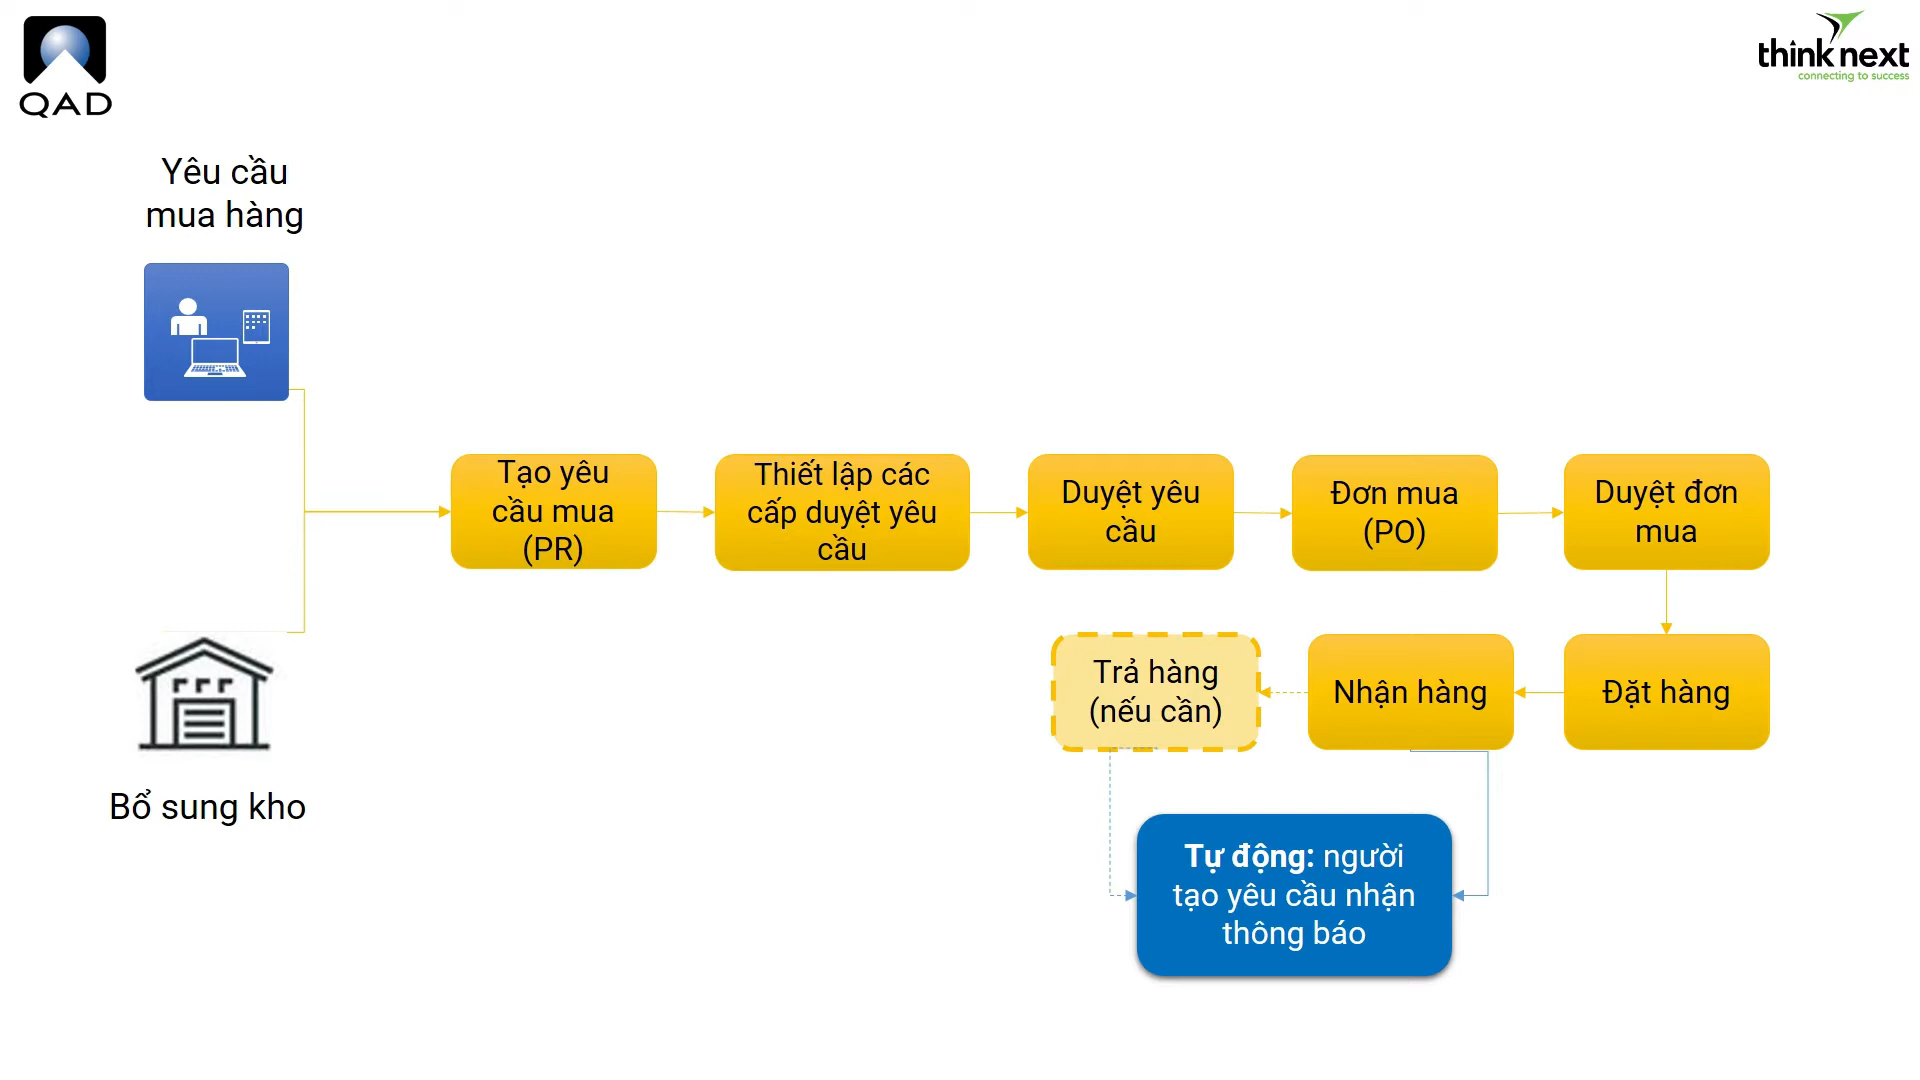 QAD
think next
connecting to success
Yêu cầu
mua hàng
Tạo yêu
cầu mua
(PR)
Thiết lập các
cấp duyệt yêu
cầu
Duyệt yêu
cầu
Đơn mua
(PO)
Duyệt đơn
mua
Trả hàng
(nếu cần)
Nhận hàng
Đặt hàng
Bổ sung kho
Tự động: người
tạo yêu cầu nhận
thông báo